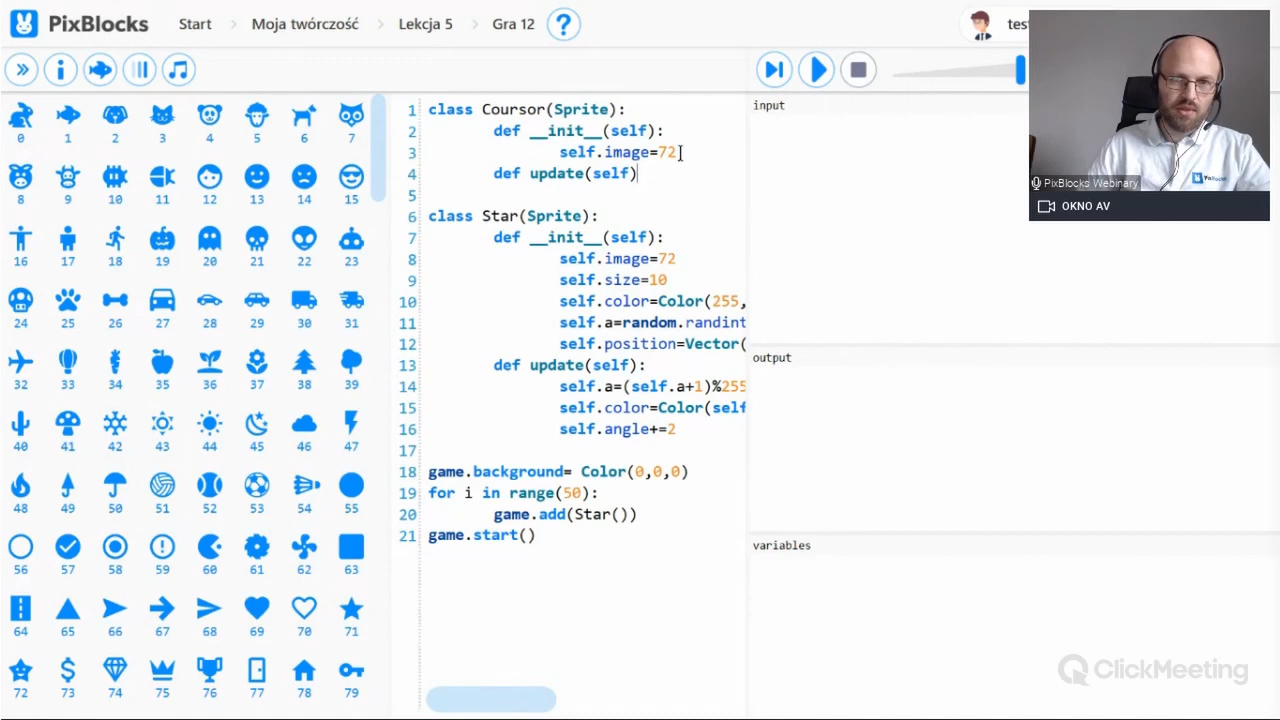 PixBlocks
Start
Moja twórczość
Lekcja 5
Gra 12
?
0 1 2 3 4 5 6 7
8 9 10 11 12 13 14 15
16 17 18 19 20 21 22 23
24 25 26 27 28 29 30 31
32 33 34 35 36 37 38 39
40 41 42 43 44 45 46 47
48 49 50 51 52 53 54 55
56 57 58 59 60 61 62 63
64 65 66 67 68 69 70 71
72 73 74 75 76 77 78 79
1 class Coursor(Sprite):
2 def __init__(self):
3 self.image=72
4 def update(self)
5
6 class Star(Sprite):
7 def __init__(self):
8 self.image=72
9 self.size=10
10 self.color=Color(255,
11 self.a=random.randint
12 self.position=Vector(
13 def update(self):
14 self.a=(self.a+1)%255
15 self.color=Color(self
16 self.angle+=2
17
18 game.background= Color(0,0,0)
19 for i in range(50):
20 game.add(Star())
21 game.start()
input
output
variables
PixBlocks Webinary
OKNO AV
ClickMeeting